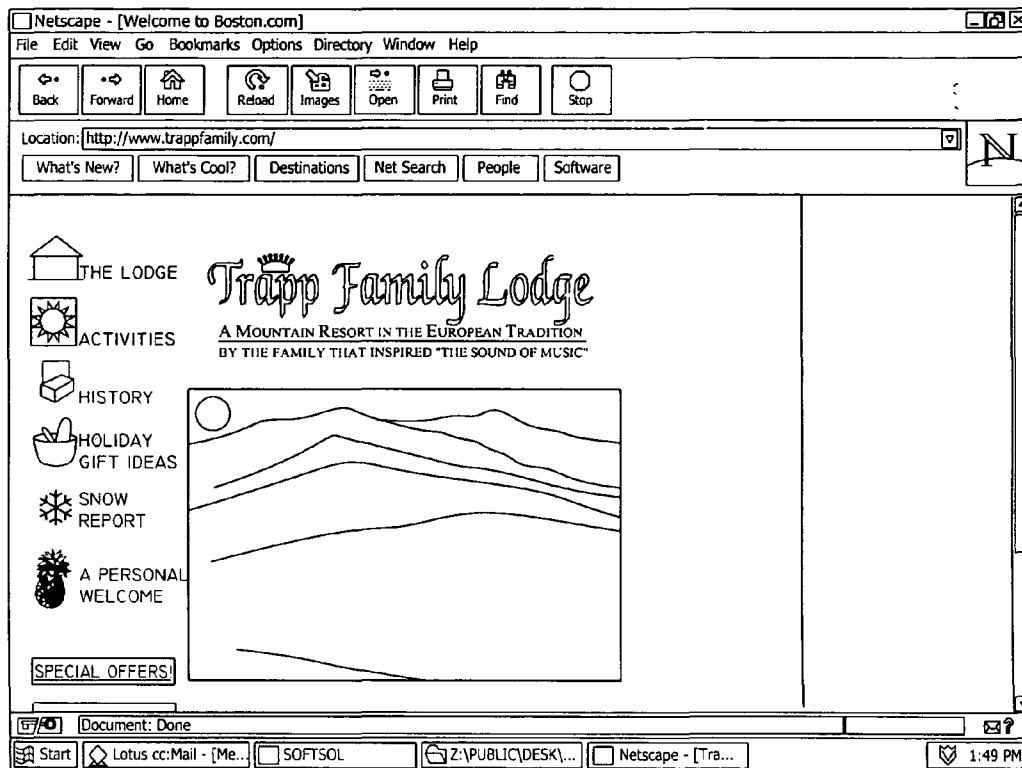 Netscape - [Welcome to Boston.com]
File Edit View Go Bookmarks Options Directory Window Help
Back Forward Home Reload Images Open Print Find Stop
Location: http://www.trappfamily.com/
What's New? What's Cool? Destinations Net Search People Software
N
THE LODGE
Trapp Family Lodge
A MOUNTAIN RESORT IN THE EUROPEAN TRADITION
BY THE FAMILY THAT INSPIRED "THE SOUND OF MUSIC"
ACTIVITIES
HISTORY
HOLIDAY
GIFT IDEAS
SNOW
REPORT
A PERSONAL
WELCOME
SPECIAL OFFERS!
Document: Done
Start Lotus cc:Mail - [Me... SOFTSOL Z:\PUBLIC\DESK\... Netscape - [Tra... 1:49 PM